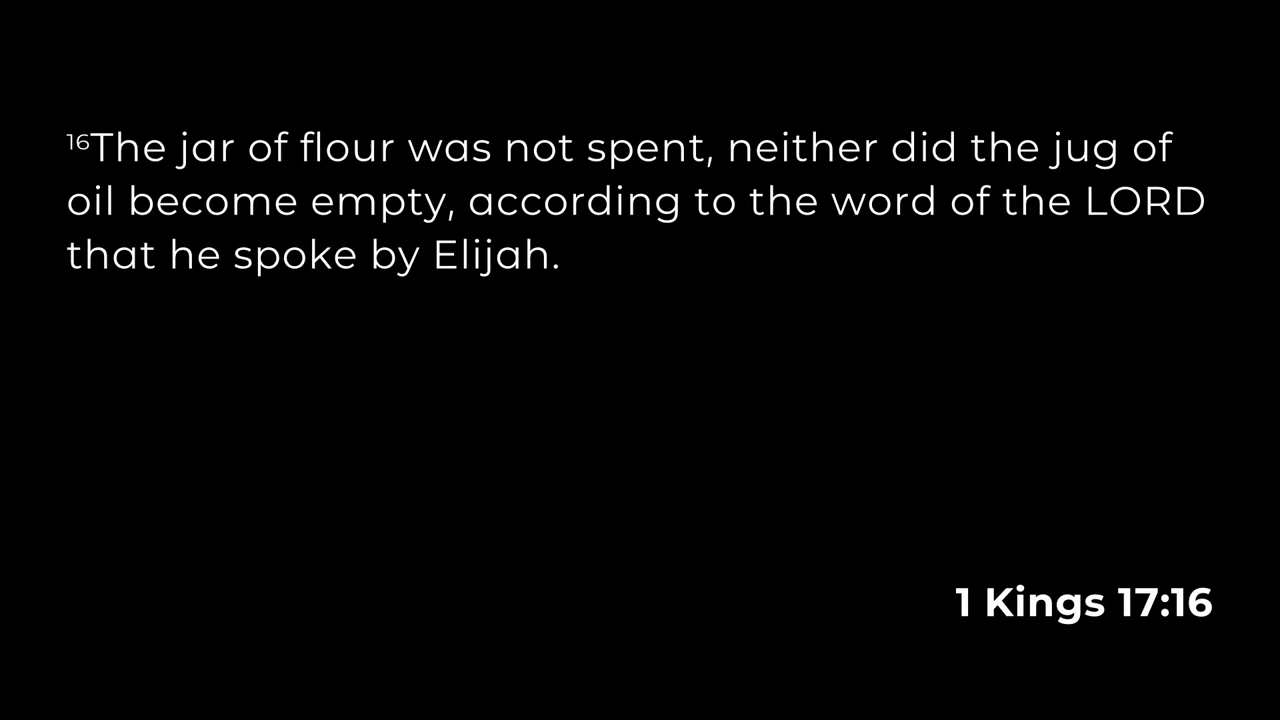 ¹⁶The jar of flour was not spent, neither did the jug of
oil become empty, according to the word of the LORD
that he spoke by Elijah.
1 Kings 17:16